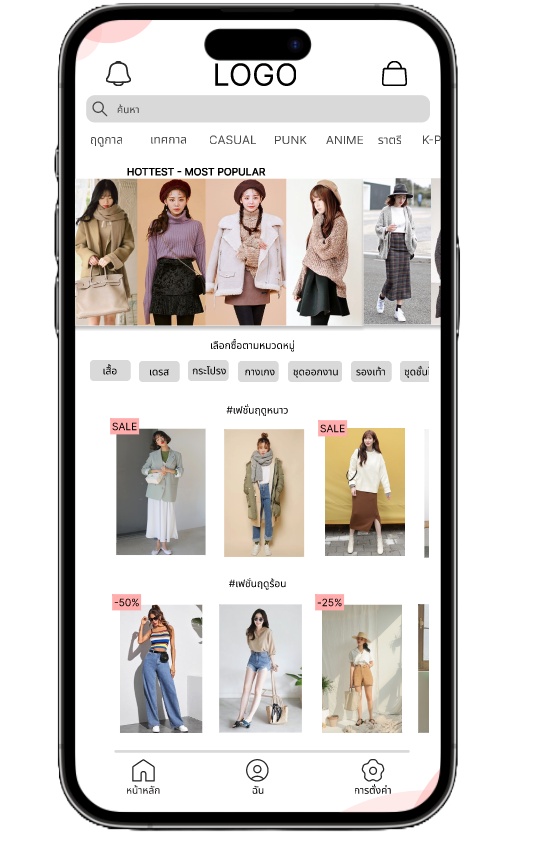 LOGO
ค้นหา
ฤดูกาล เทศกาล CASUAL PUNK ANIME ราตรี K-P
HOTTEST - MOST POPULAR
เลือกซื้อตามหมวดหมู่
เสื้อ เดรส กระโปรง กางเกง ชุดออกงาน รองเท้า ชุดชั้นใ
#เฟชั่นฤดูหนาว
SALE SALE
#เฟชั่นฤดูร้อน
-50% -25%
หน้าหลัก ฉัน การตั้งค่า